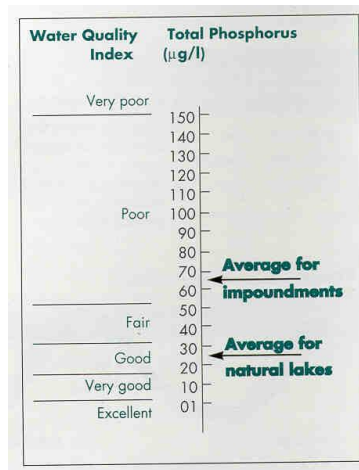 Water Quality Index
Total Phosphorus (µg/l)
Very poor
150
140
130
120
110
Poor 100
90
80
70 Average for
60 impoundments
50
Fair
40
30 Average for
Good
20 natural lakes
Very good 10
Excellent 01